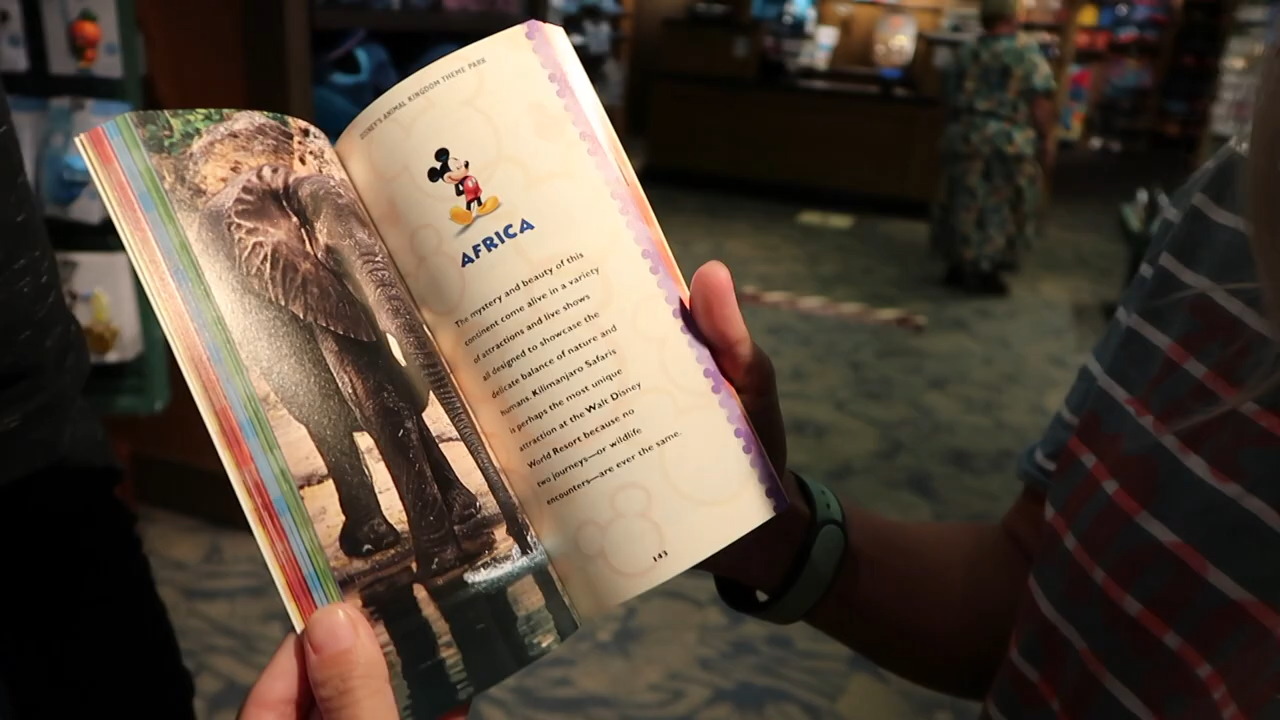 DISNEY'S ANIMAL KINGDOM THEME PARK
AFRICA
The mystery and beauty of this
continent come alive in a variety
of attractions and live shows
all designed to showcase the
delicate balance of nature and
humans. Kilimanjaro Safaris
is perhaps the most unique
attraction at the Walt Disney
World Resort because no
two journeys—or wildlife
encounters—are ever the same.
143